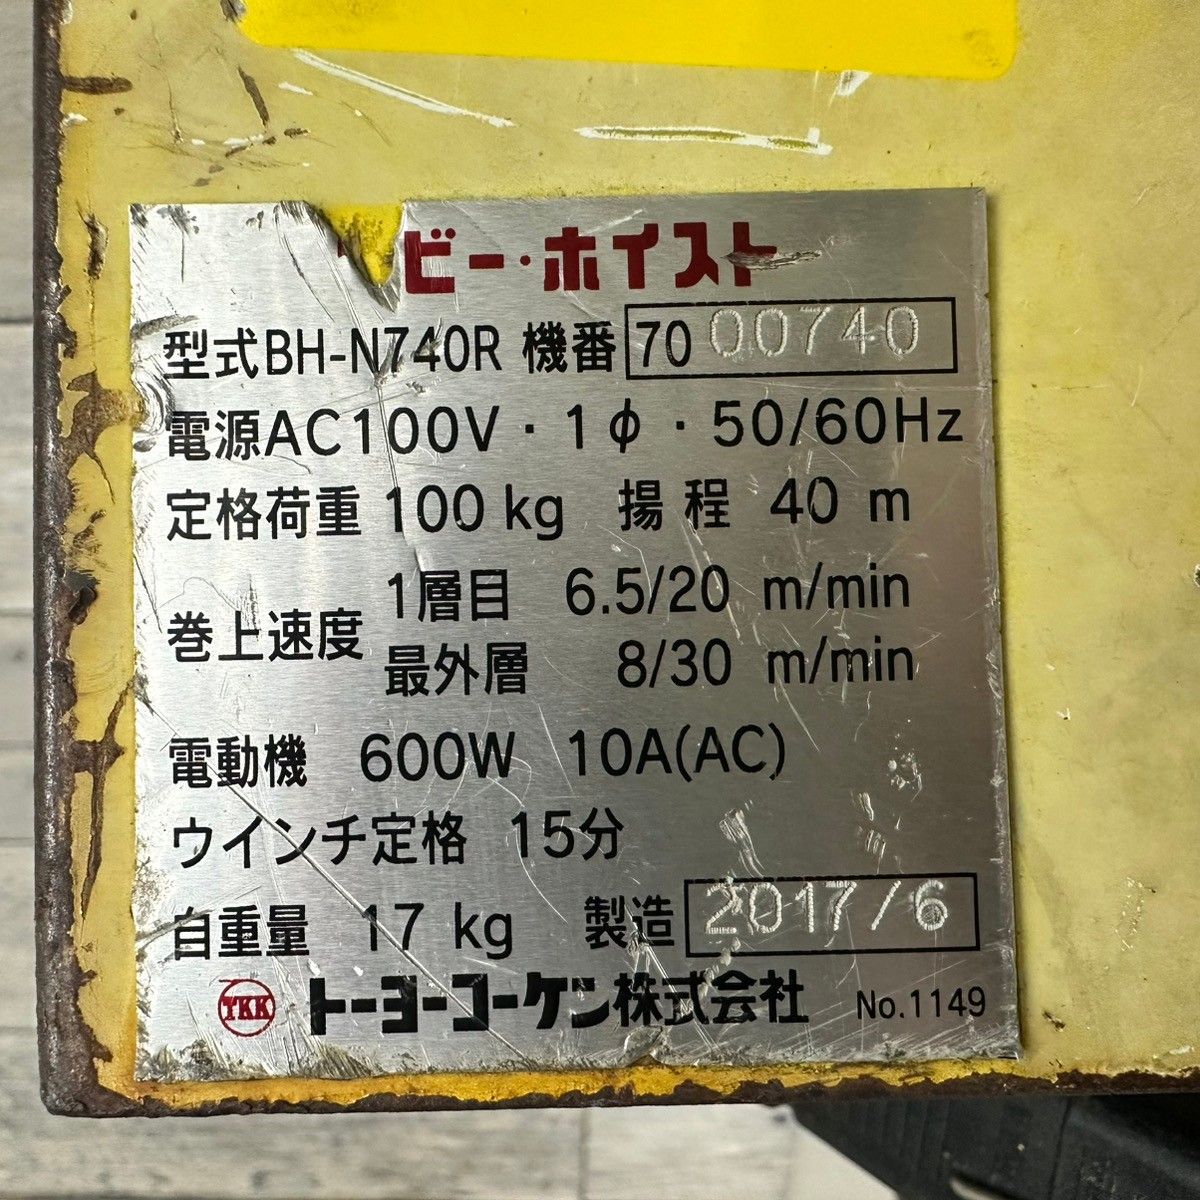 ビー・ホイスト
型式BH-N740R 機番 70 00740
電源AC100V・1φ・50/60Hz
定格荷重 100 kg 揚程 40 m
巻上速度 1層目 6.5/20 m/min
最外層 8/30 m/min
電動機 600W 10A(AC)
ウインチ定格 15分
自重量 17 kg 製造 2017/6
YKK トーヨーコーケン株式会社 No.1149